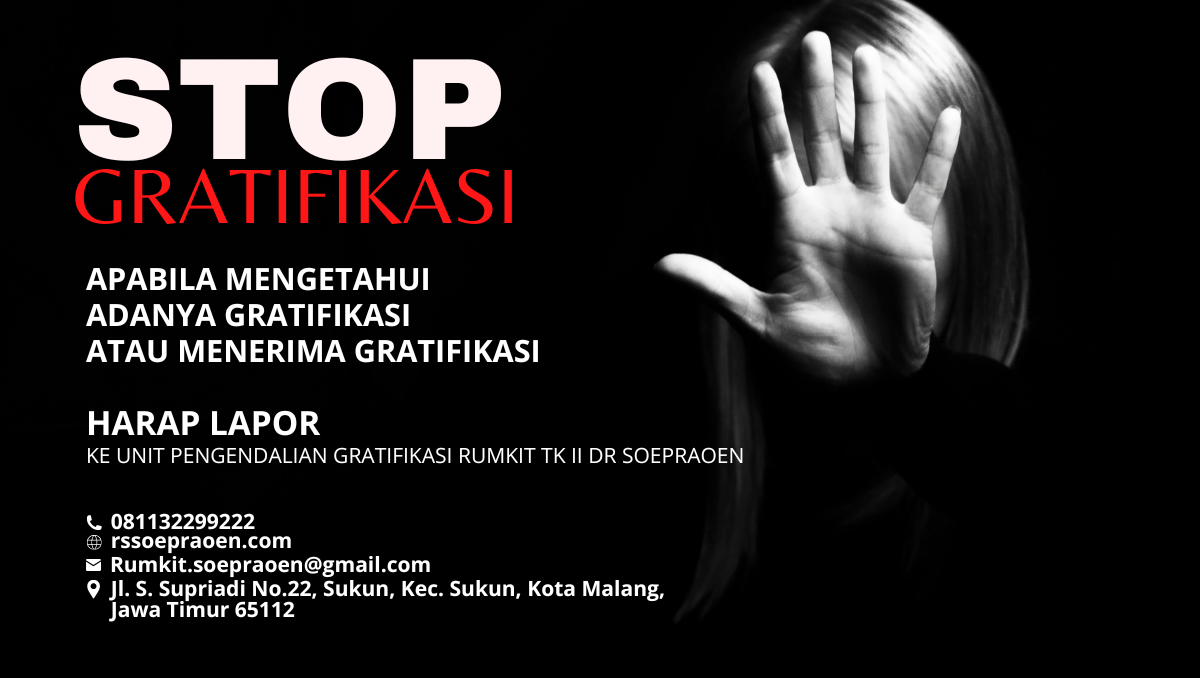 STOP
GRATIFIKASI
APABILA MENGETAHUI
ADANYA GRATIFIKASI
ATAU MENERIMA GRATIFIKASI
HARAP LAPOR
KE UNIT PENGENDALIAN GRATIFIKASI RUMKIT TK II DR SOEPRAOEN
081132299222
rssoepraoen.com
Rumkit.soepraoen@gmail.com
Jl. S. Supriadi No.22, Sukun, Kec. Sukun, Kota Malang,
Jawa Timur 65112